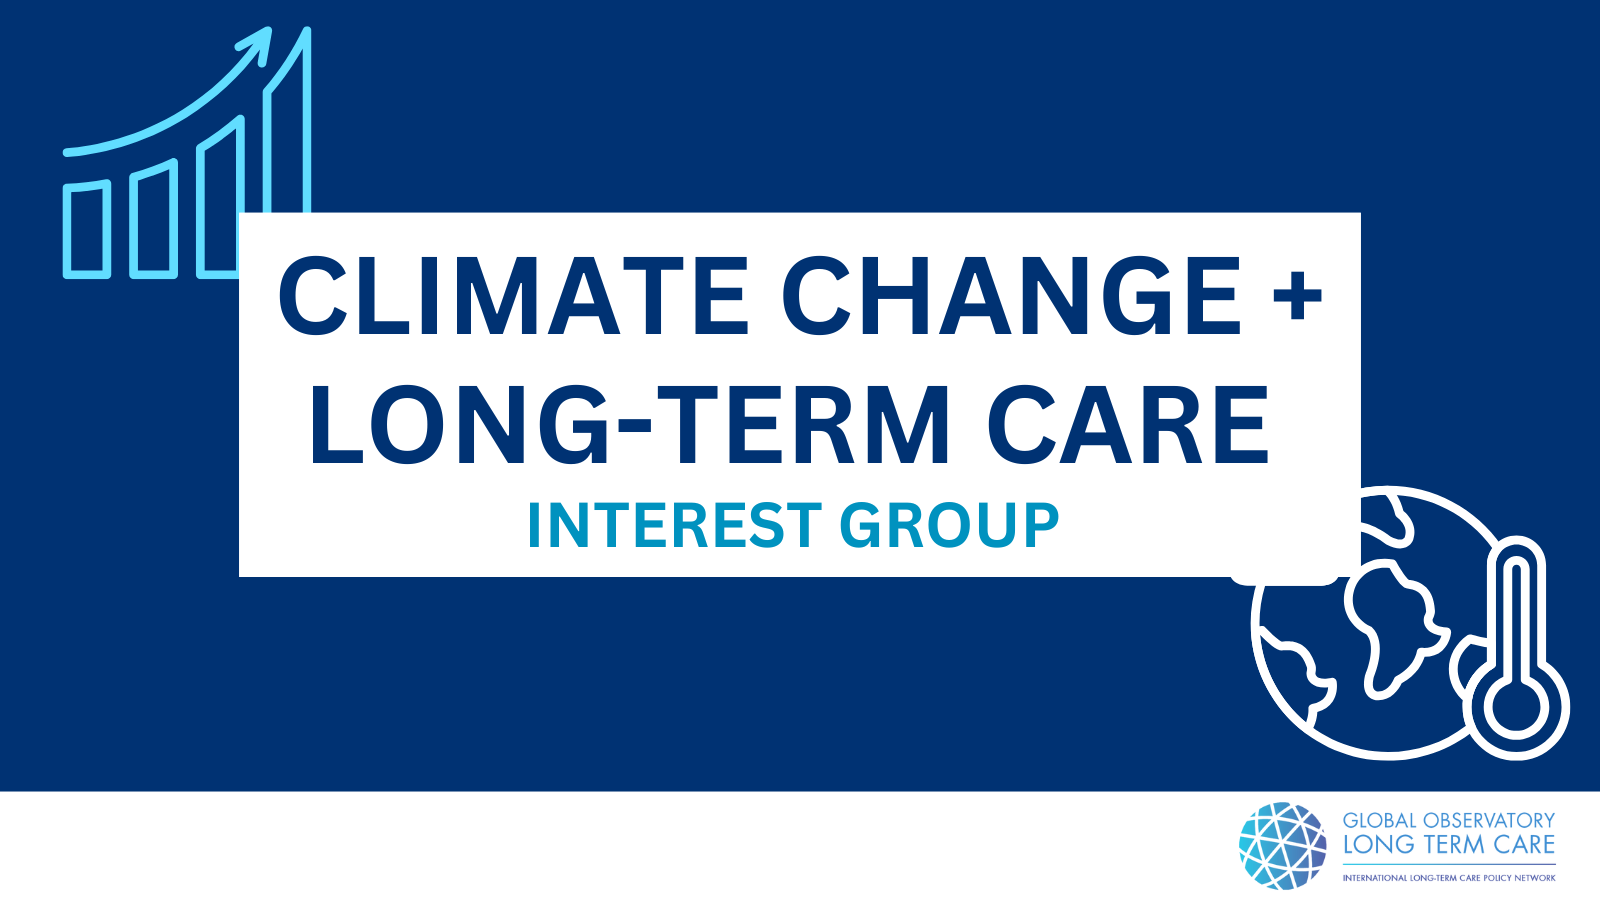 CLIMATE CHANGE +
LONG-TERM CARE
INTEREST GROUP
GLOBAL OBSERVATORY
LONG TERM CARE
INTERNATIONAL LONG-TERM CARE POLICY NETWORK